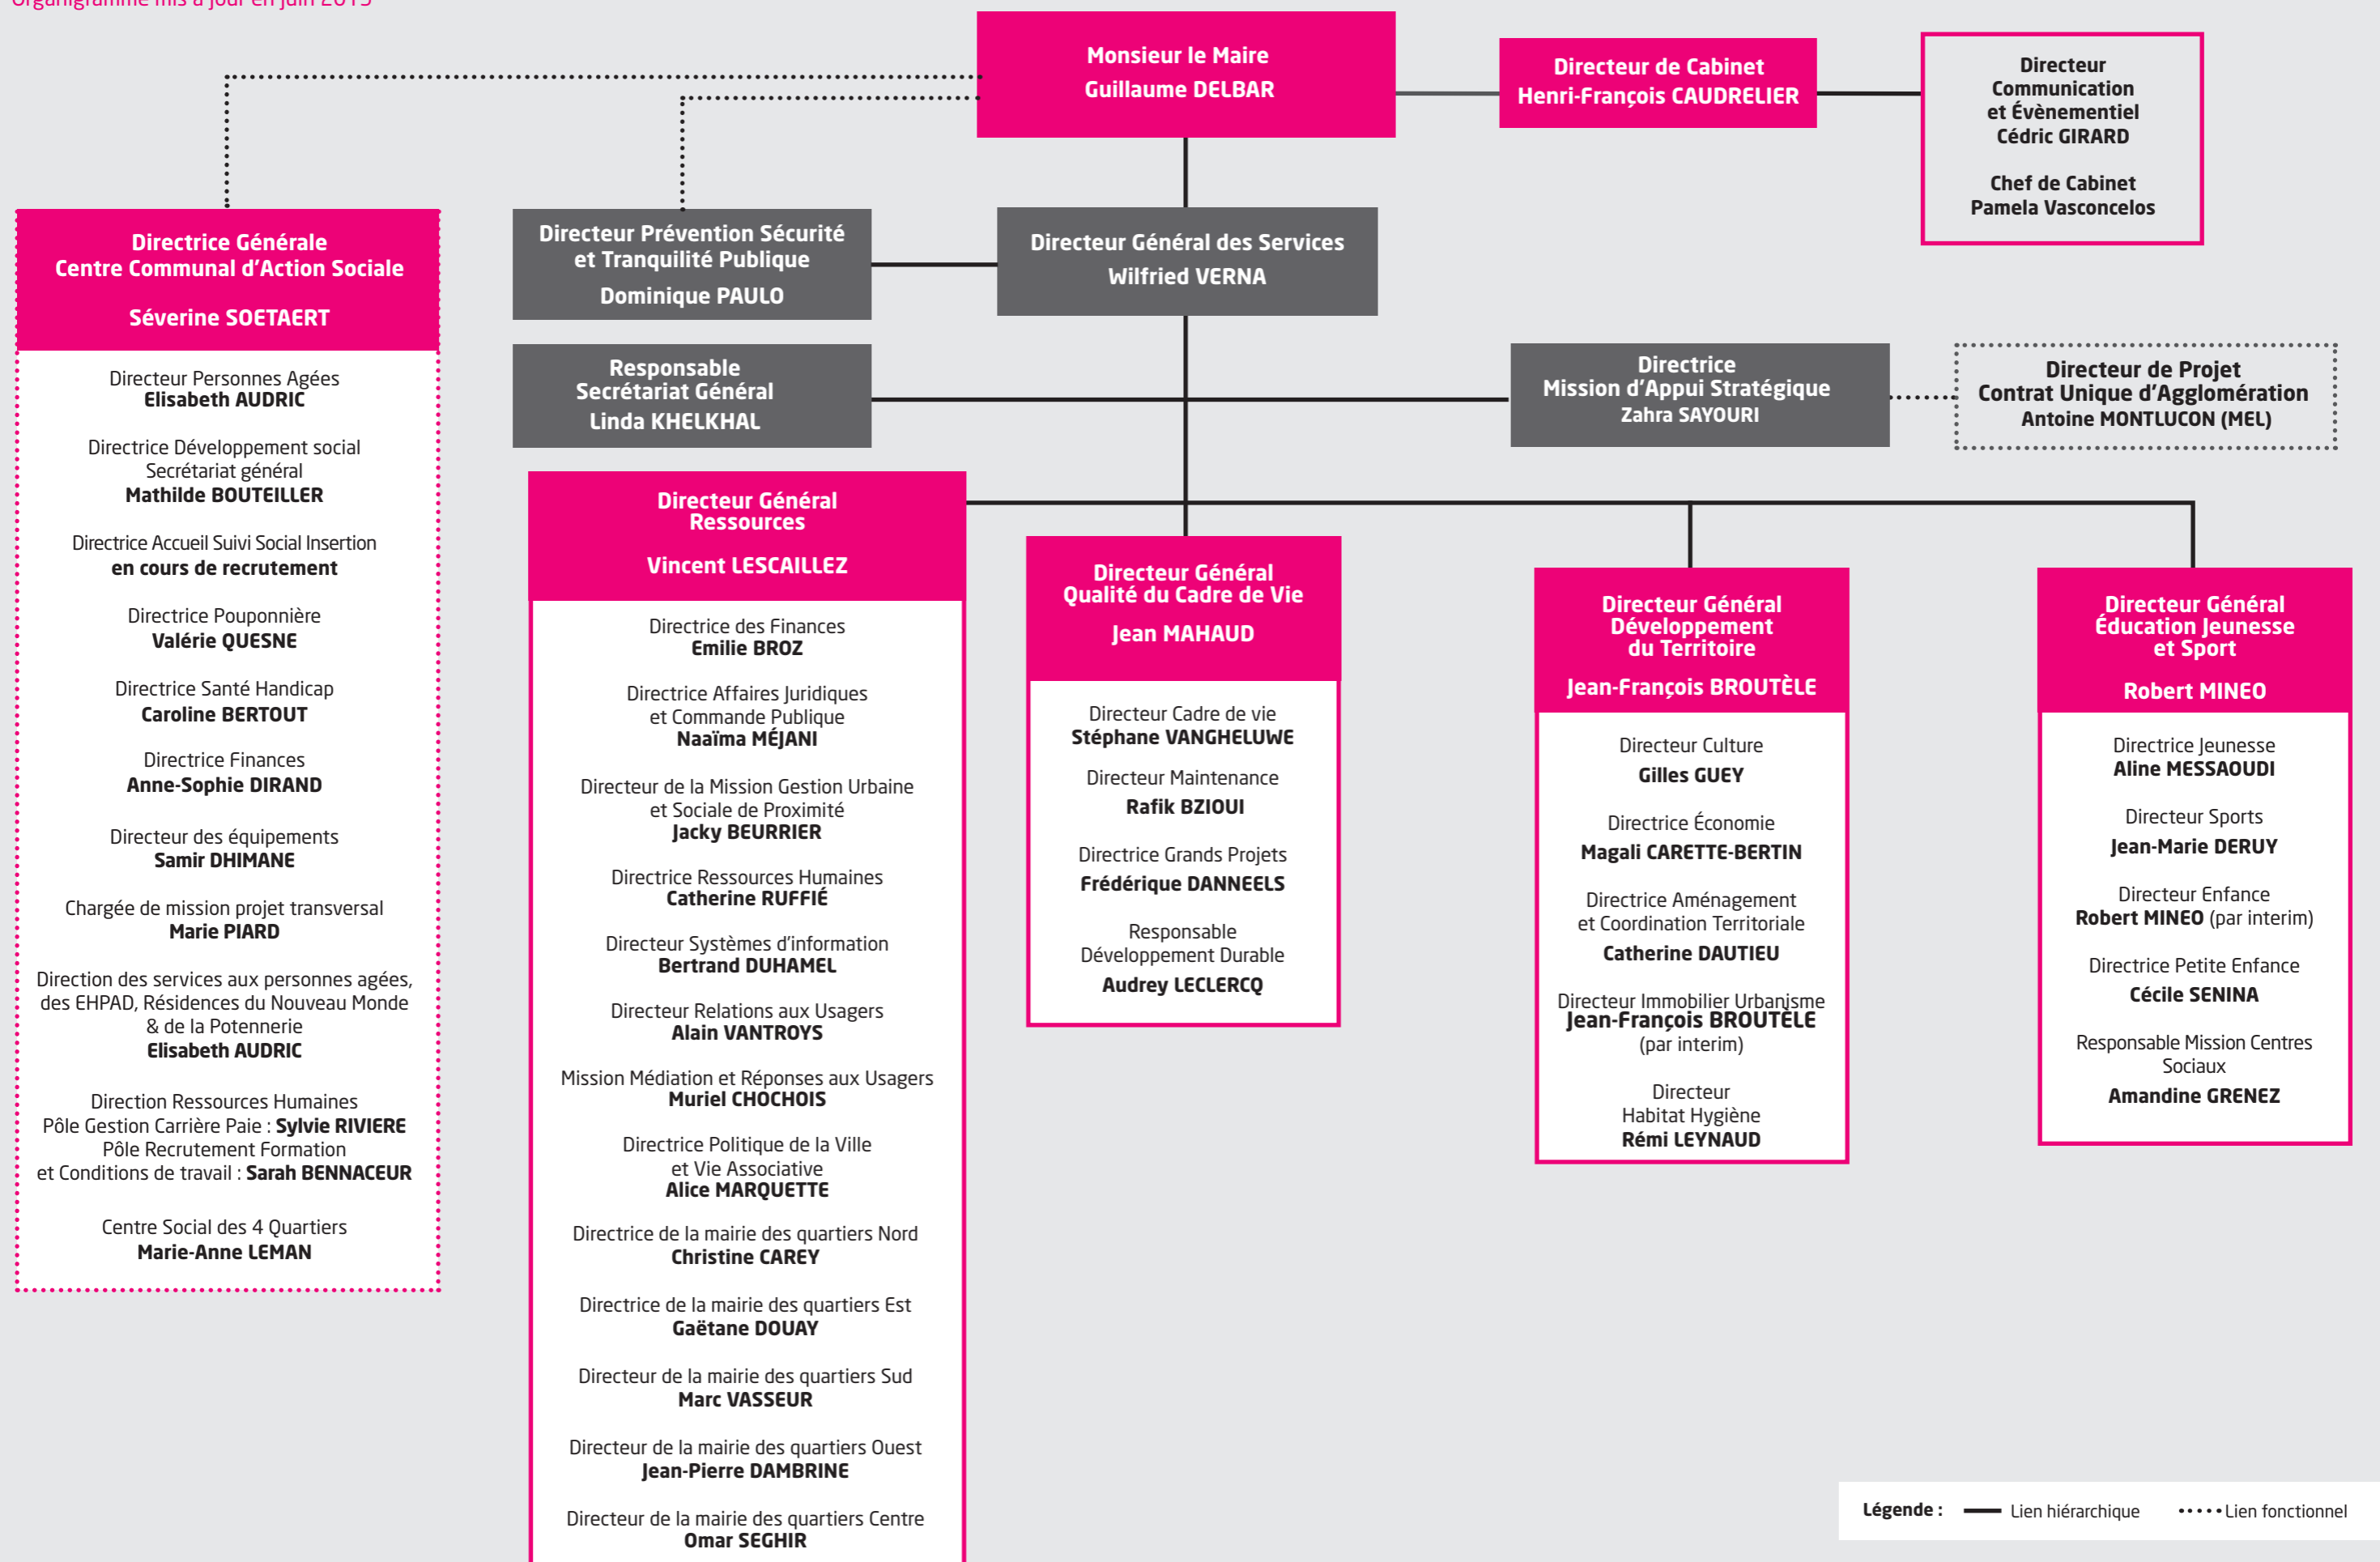 Organigramme mis à jour en juin 2015
Monsieur le Maire
Guillaume DELBAR
Directeur de Cabinet
Henri-François CAUDRELIER
Directeur
Communication
et Évènementiel
Cédric GIRARD
Chef de Cabinet
Pamela Vasconcelos
Directrice Générale
Centre Communal d'Action Sociale
Séverine SOETAERT
Directeur Personnes Agées
Elisabeth AUDRIC
Directrice Développement social
Secrétariat général
Mathilde BOUTEILLER
Directrice Accueil Suivi Social Insertion
en cours de recrutement
Directrice Pouponnière
Valérie QUESNE
Directrice Santé Handicap
Caroline BERTOUT
Directrice Finances
Anne-Sophie DIRAND
Directeur des équipements
Samir DHIMANE
Chargée de mission projet transversal
Marie PIARD
Direction des services aux personnes agées,
des EHPAD, Résidences du Nouveau Monde
& de la Potennerie
Elisabeth AUDRIC
Direction Ressources Humaines
Pôle Gestion Carrière Paie : Sylvie RIVIERE
Pôle Recrutement Formation
et Conditions de travail : Sarah BENNACEUR
Centre Social des 4 Quartiers
Marie-Anne LEMAN
Directeur Prévention Sécurité
et Tranquilité Publique
Dominique PAULO
Directeur Général des Services
Wilfried VERNA
Responsable
Secrétariat Général
Linda KHELKHAL
Directrice
Mission d'Appui Stratégique
Zahra SAYOURI
Directeur de Projet
Contrat Unique d'Agglomération
Antoine MONTLUCON (MEL)
Directeur Général
Ressources
Vincent LESCAILLEZ
Directrice des Finances
Emilie BROZ
Directrice Affaires Juridiques
et Commande Publique
Naaïma MÉJANI
Directeur de la Mission Gestion Urbaine
et Sociale de Proximité
Jacky BEURRIER
Directrice Ressources Humaines
Catherine RUFFIÉ
Directeur Systèmes d'information
Bertrand DUHAMEL
Directeur Relations aux Usagers
Alain VANTROYS
Mission Médiation et Réponses aux Usagers
Muriel CHOCHOIS
Directrice Politique de la Ville
et Vie Associative
Alice MARQUETTE
Directrice de la mairie des quartiers Nord
Christine CAREY
Directrice de la mairie des quartiers Est
Gaëtane DOUAY
Directeur de la mairie des quartiers Sud
Marc VASSEUR
Directeur de la mairie des quartiers Ouest
Jean-Pierre DAMBRINE
Directeur de la mairie des quartiers Centre
Omar SEGHIR
Directeur Général
Qualité du Cadre de Vie
Jean MAHAUD
Directeur Cadre de vie
Stéphane VANGHELUWE
Directeur Maintenance
Rafik BZIOUI
Directrice Grands Projets
Frédérique DANNEELS
Responsable
Développement Durable
Audrey LECLERCQ
Directeur Général
Développement
du Territoire
Jean-François BROUTÈLE
Directeur Culture
Gilles GUEY
Directrice Économie
Magali CARETTE-BERTIN
Directrice Aménagement
et Coordination Territoriale
Catherine DAUTIEU
Directeur Immobilier Urbanisme
Jean-François BROUTÈLE
(par interim)
Directeur
Habitat Hygiène
Rémi LEYNAUD
Directeur Général
Éducation Jeunesse
et Sport
Robert MINEO
Directrice Jeunesse
Aline MESSAOUDI
Directeur Sports
Jean-Marie DERUY
Directeur Enfance
Robert MINEO (par interim)
Directrice Petite Enfance
Cécile SENINA
Responsable Mission Centres
Sociaux
Amandine GRENEZ
Légende : Lien hiérarchique Lien fonctionnel